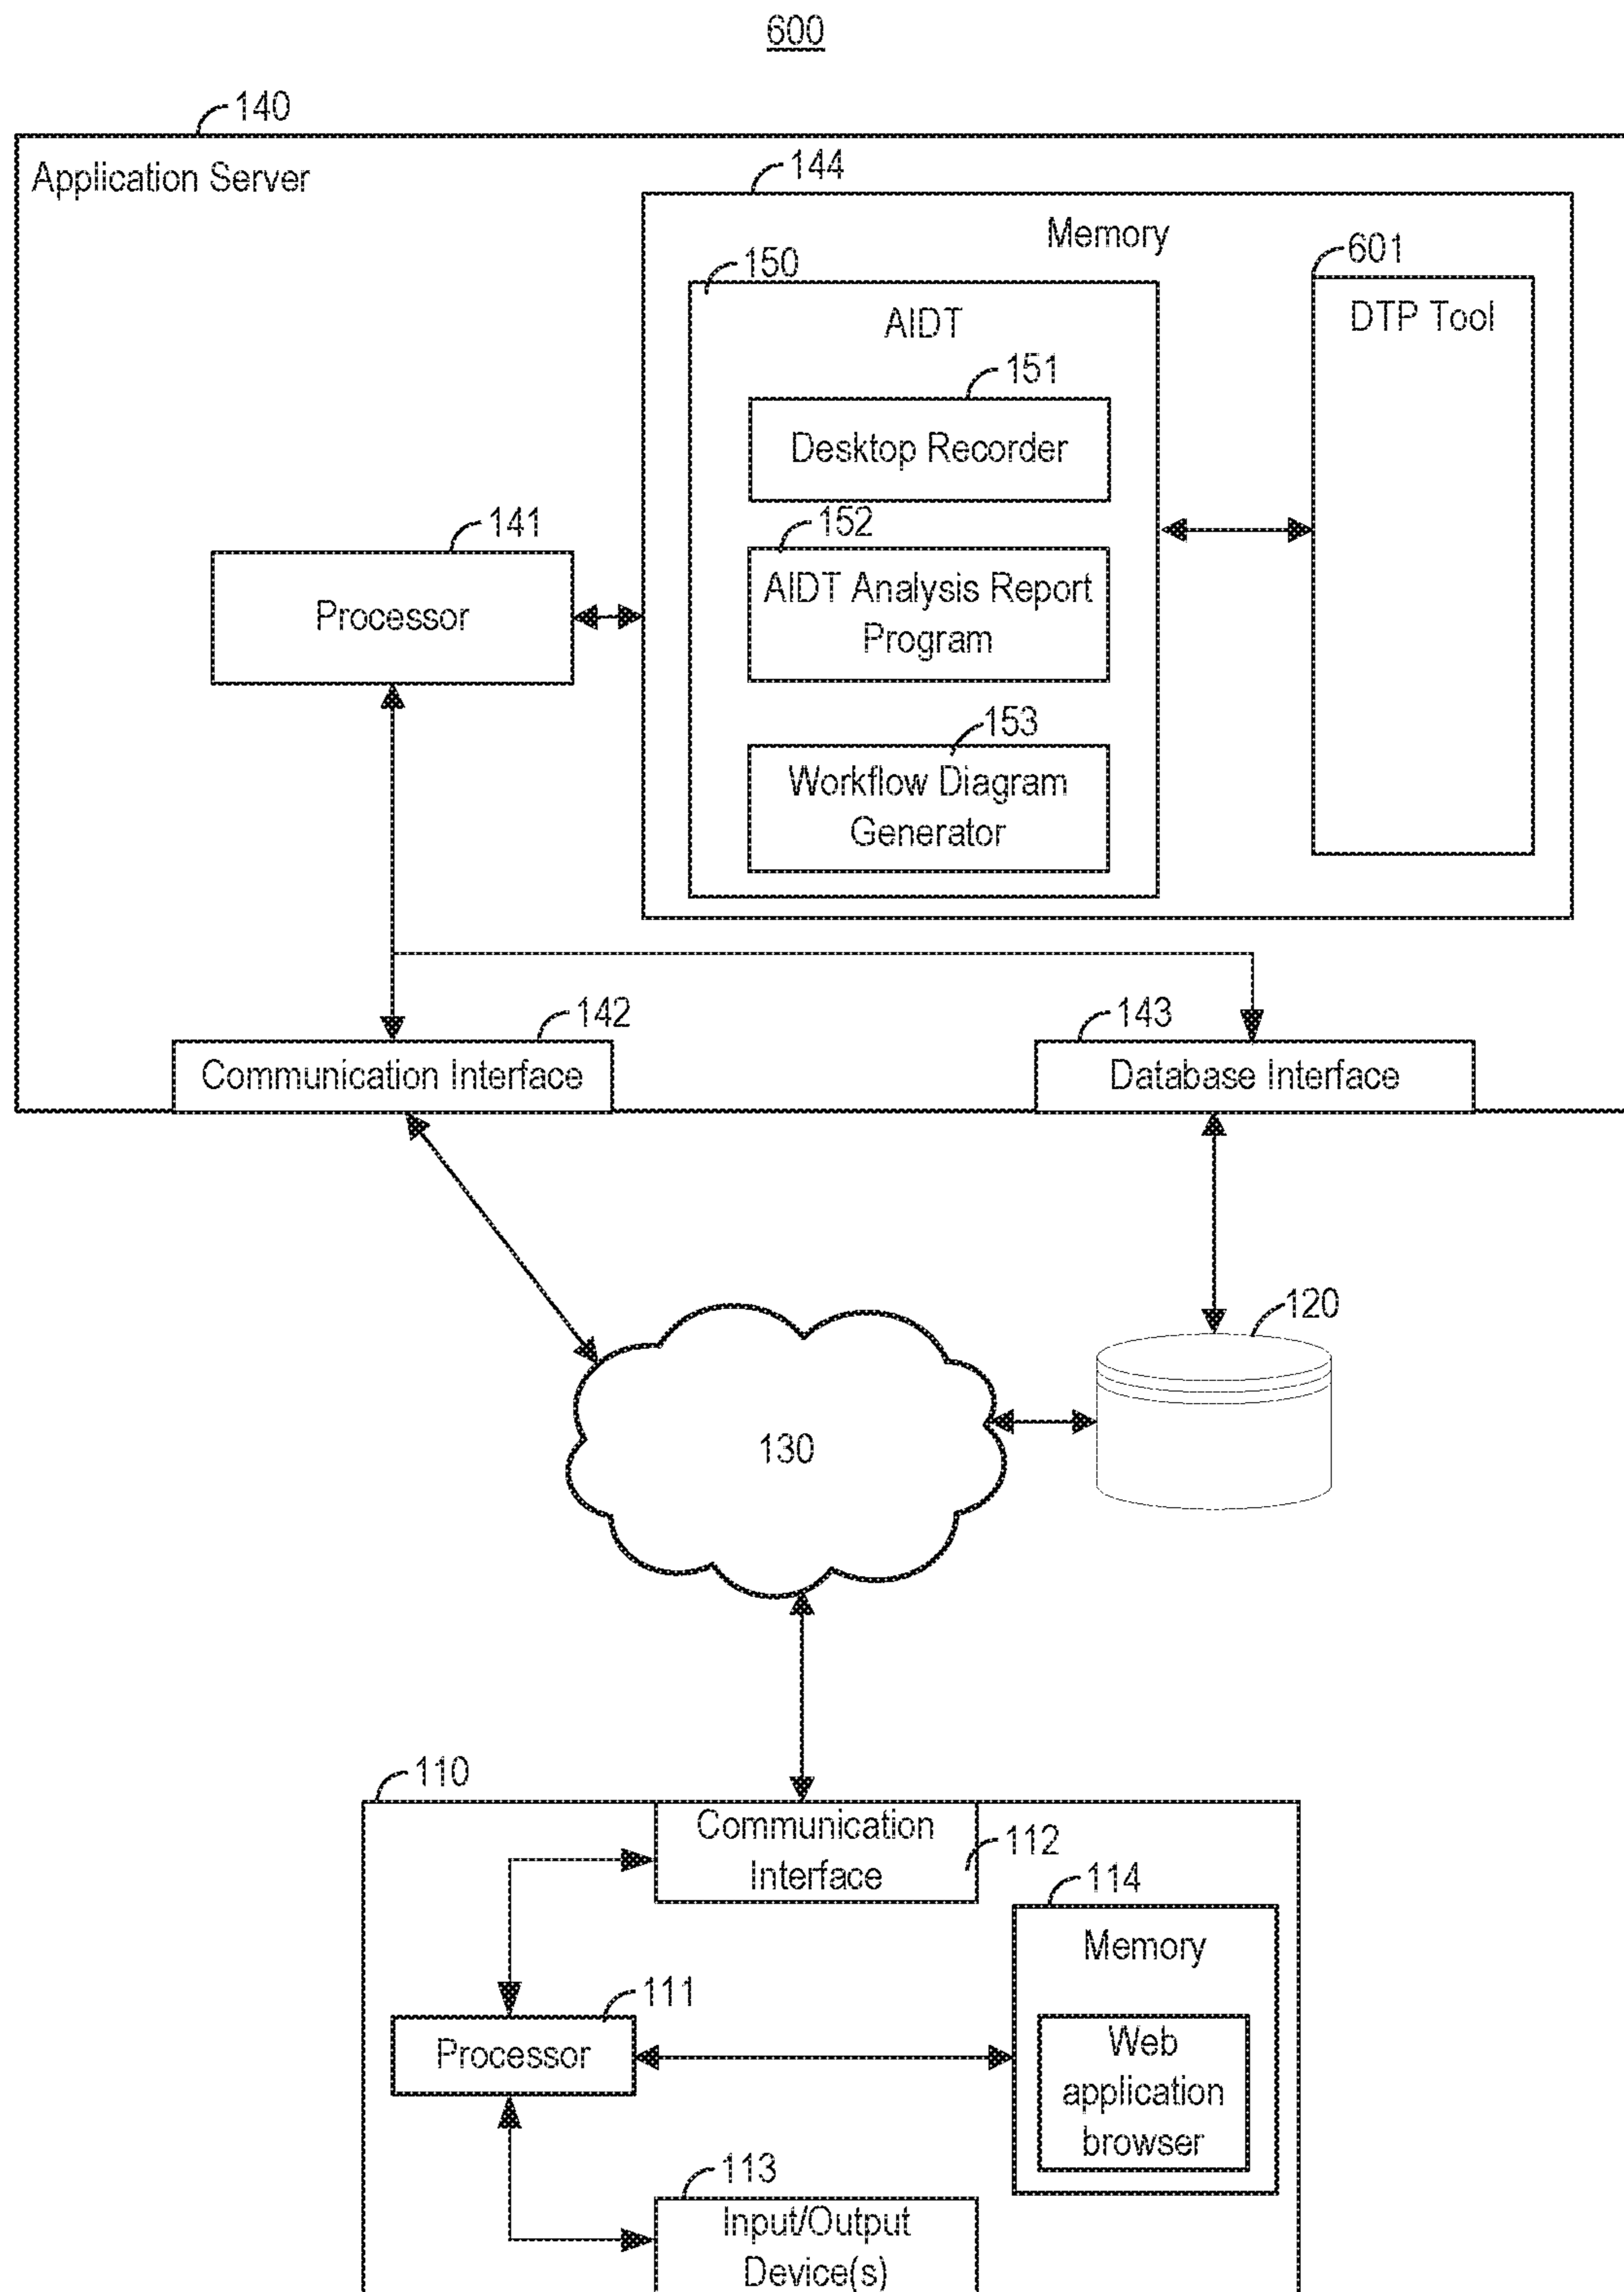 600
140
Application Server
144
Memory
150
AIDT
601
DTP Tool
151
Desktop Recorder
152
AIDT Analysis Report
Program
141
Processor
153
Workflow Diagram
Generator
142
Communication Interface
143
Database Interface
120
130
110
Communication
Interface
112
114
Memory
111
Processor
Web
application
browser
113
Input/Output
Device(s)